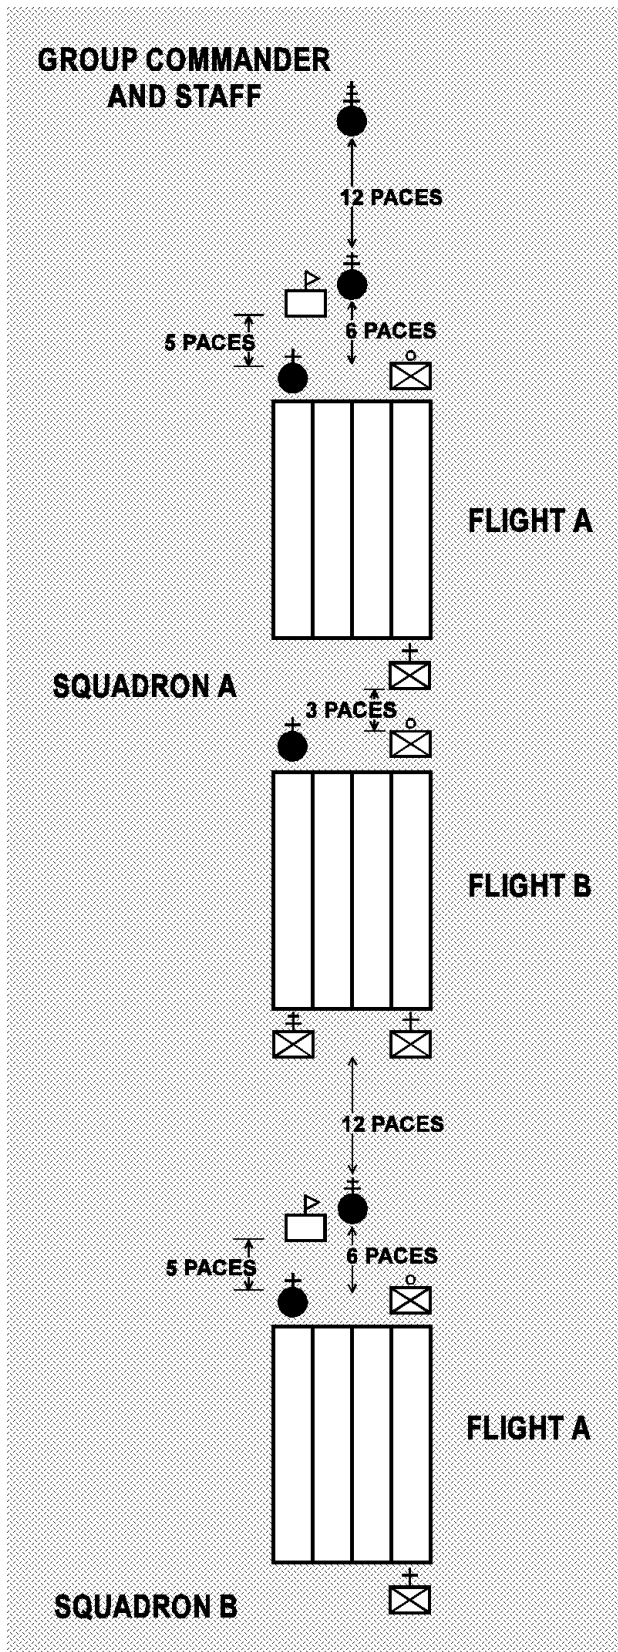 GROUP COMMANDER
AND STAFF
12 PACES
5 PACES
6 PACES
FLIGHT A
SQUADRON A
3 PACES
FLIGHT B
12 PACES
5 PACES
6 PACES
FLIGHT A
SQUADRON B